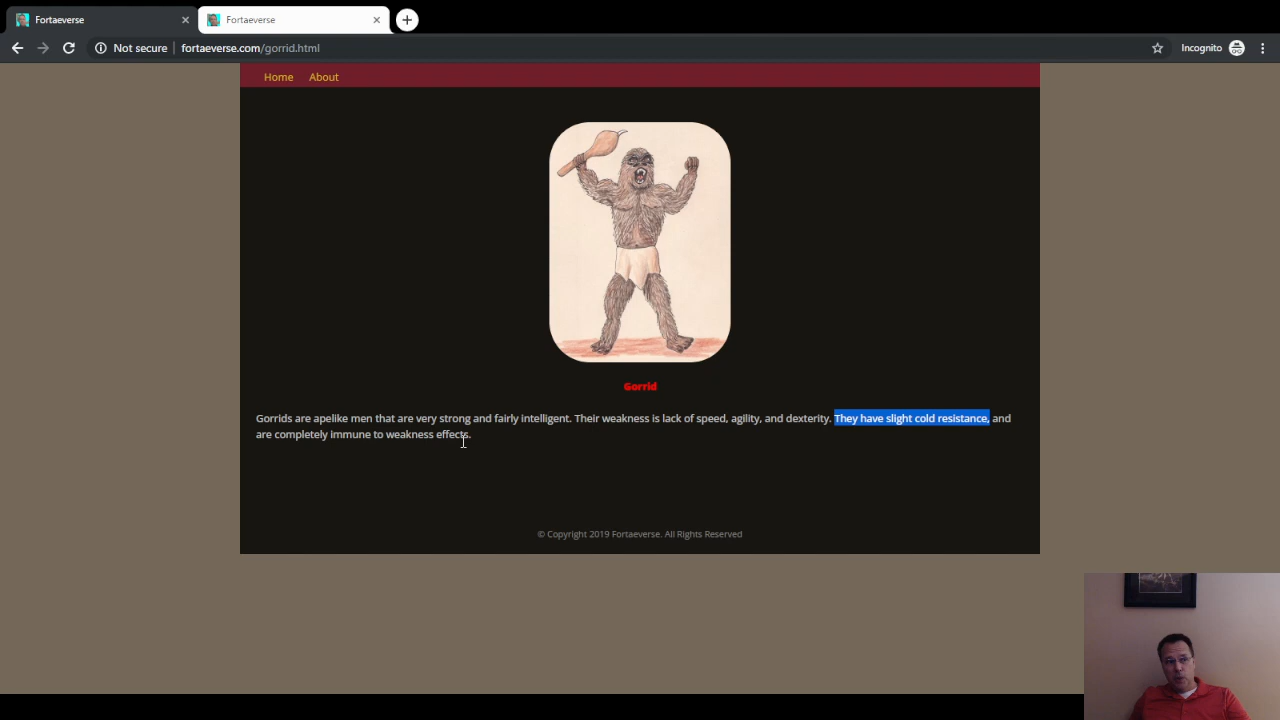 Fortaeverse
Fortaeverse
Not secure
fortaeverse.com/gorrid.html
Incognito
Home
About
Gorrid
Gorrids are apelike men that are very strong and fairly intelligent. Their weakness is lack of speed, agility, and dexterity. They have slight cold resistance, and
are completely immune to weakness effects.
© Copyright 2019 Fortaeverse. All Rights Reserved